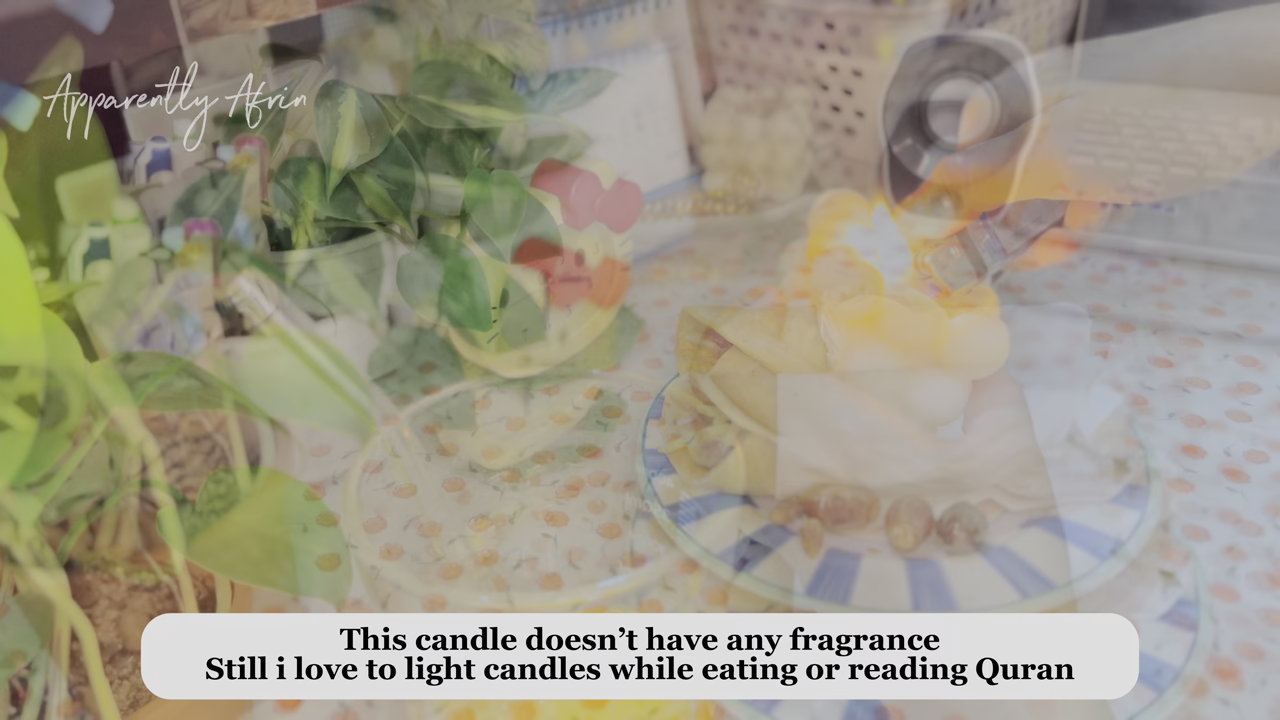 Apparently Afrin
This candle doesn’t have any fragrance
Still i love to light candles while eating or reading Quran